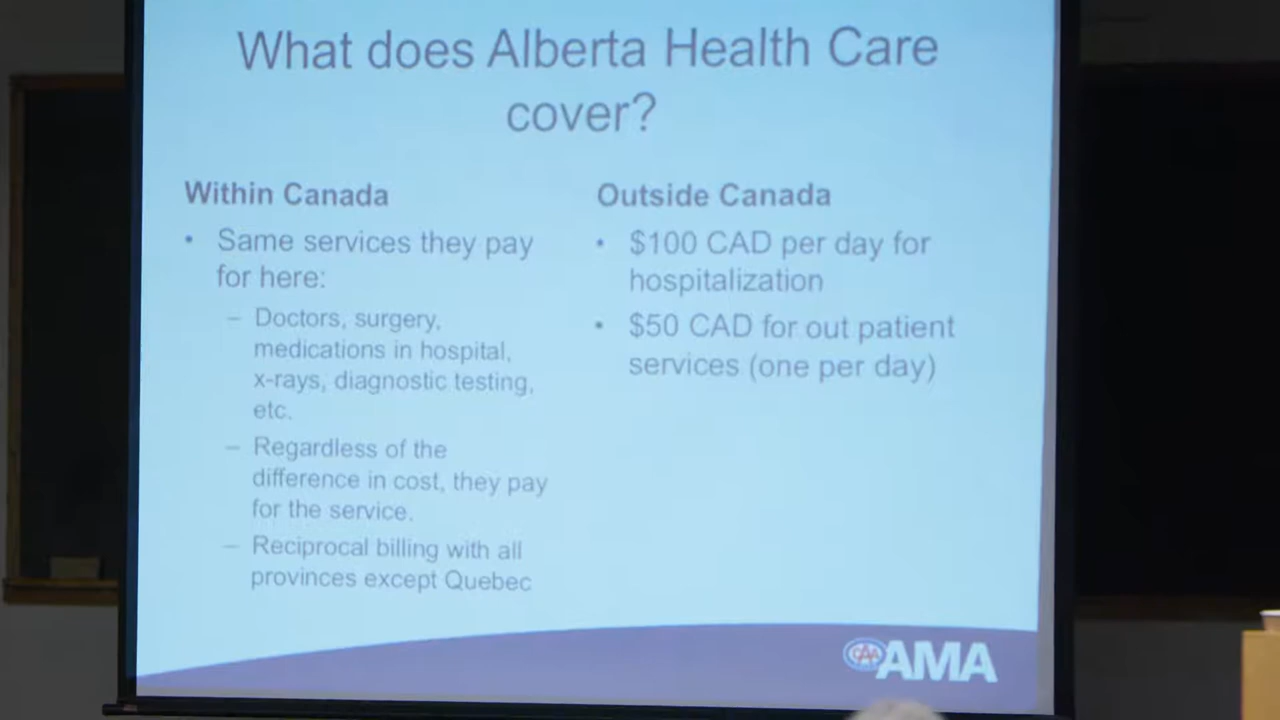 What does Alberta Health Care
cover?
Within Canada
• Same services they pay
for here:
– Doctors, surgery,
medications in hospital,
x-rays, diagnostic testing,
etc.
– Regardless of the
difference in cost, they pay
for the service.
– Reciprocal billing with all
provinces except Quebec
Outside Canada
• $100 CAD per day for
hospitalization
• $50 CAD for out patient
services (one per day)
CAA AMA